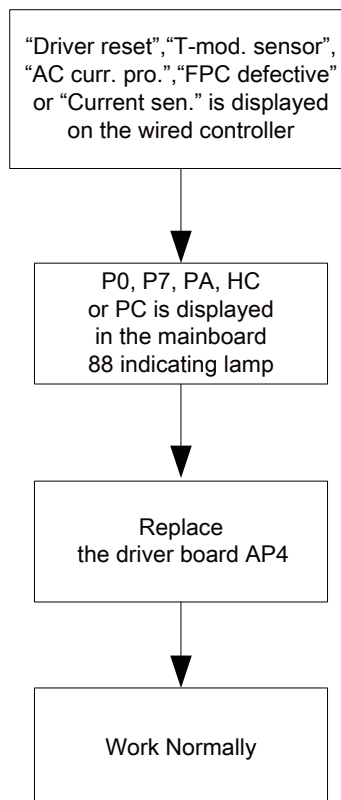 “Driver reset”,“T-mod. sensor”,
“AC curr. pro.”,“FPC defective”
or “Current sen.” is displayed
on the wired controller
P0, P7, PA, HC
or PC is displayed
in the mainboard
88 indicating lamp
Replace
the driver board AP4
Work Normally